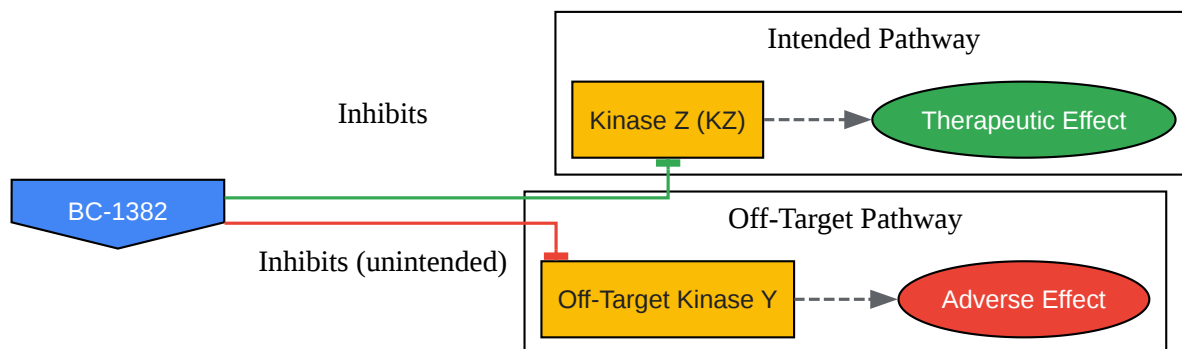 Intended Pathway
Inhibits
Kinase Z (KZ)
Therapeutic Effect
BC-1382
Off-Target Pathway
Inhibits (unintended)
Off-Target Kinase Y
Adverse Effect